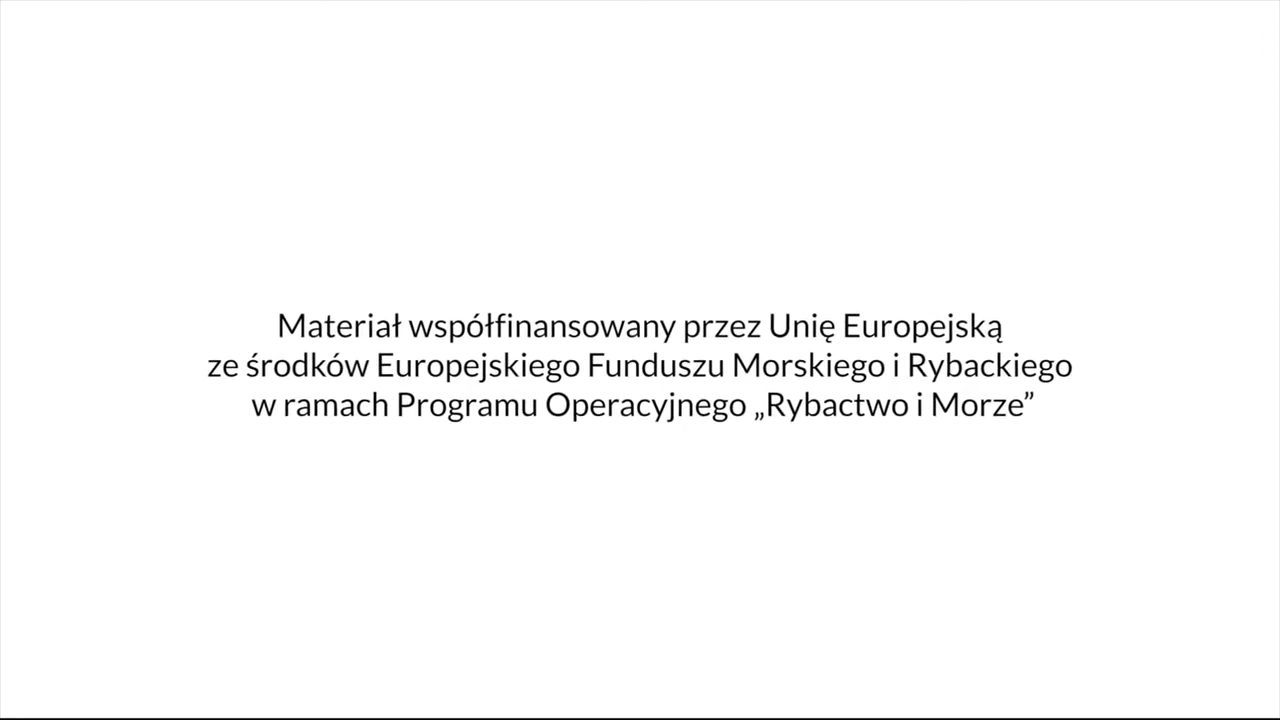 Materiał współfinansowany przez Unię Europejską
ze środków Europejskiego Funduszu Morskiego i Rybackiego
w ramach Programu Operacyjnego „Rybactwo i Morze”